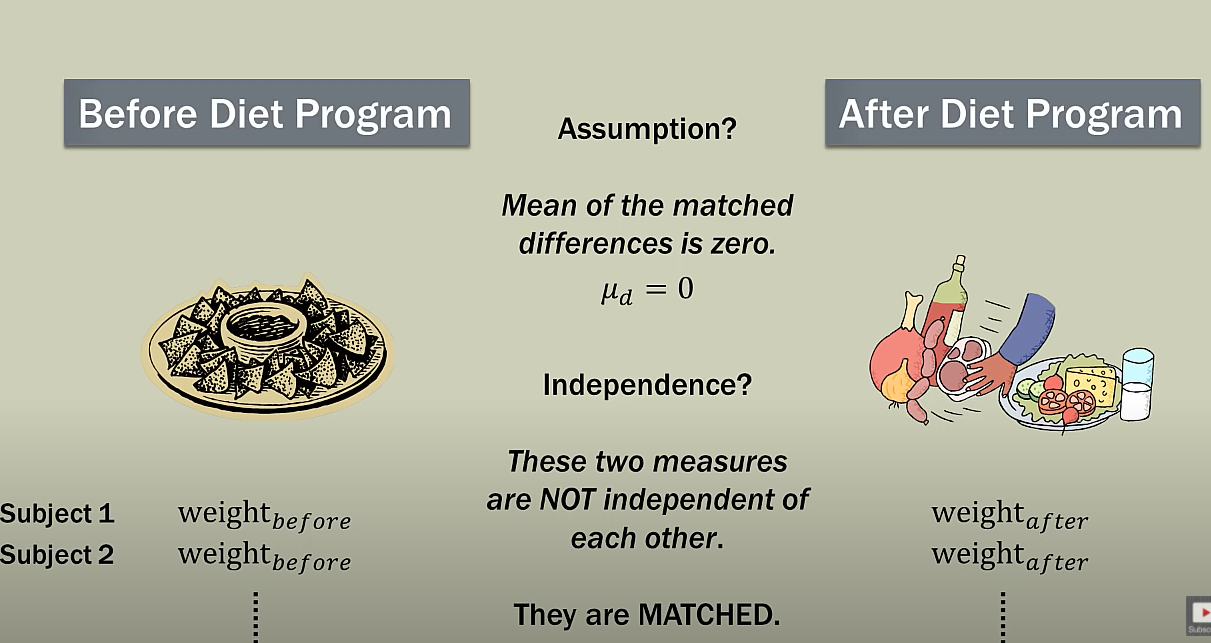 Before Diet Program
After Diet Program
Assumption?
Mean of the matched
differences is zero.
μ_d = 0
Independence?
These two measures
are NOT independent of
each other.
Subject 1 weight_before weight_after
Subject 2 weight_before weight_after
They are MATCHED.